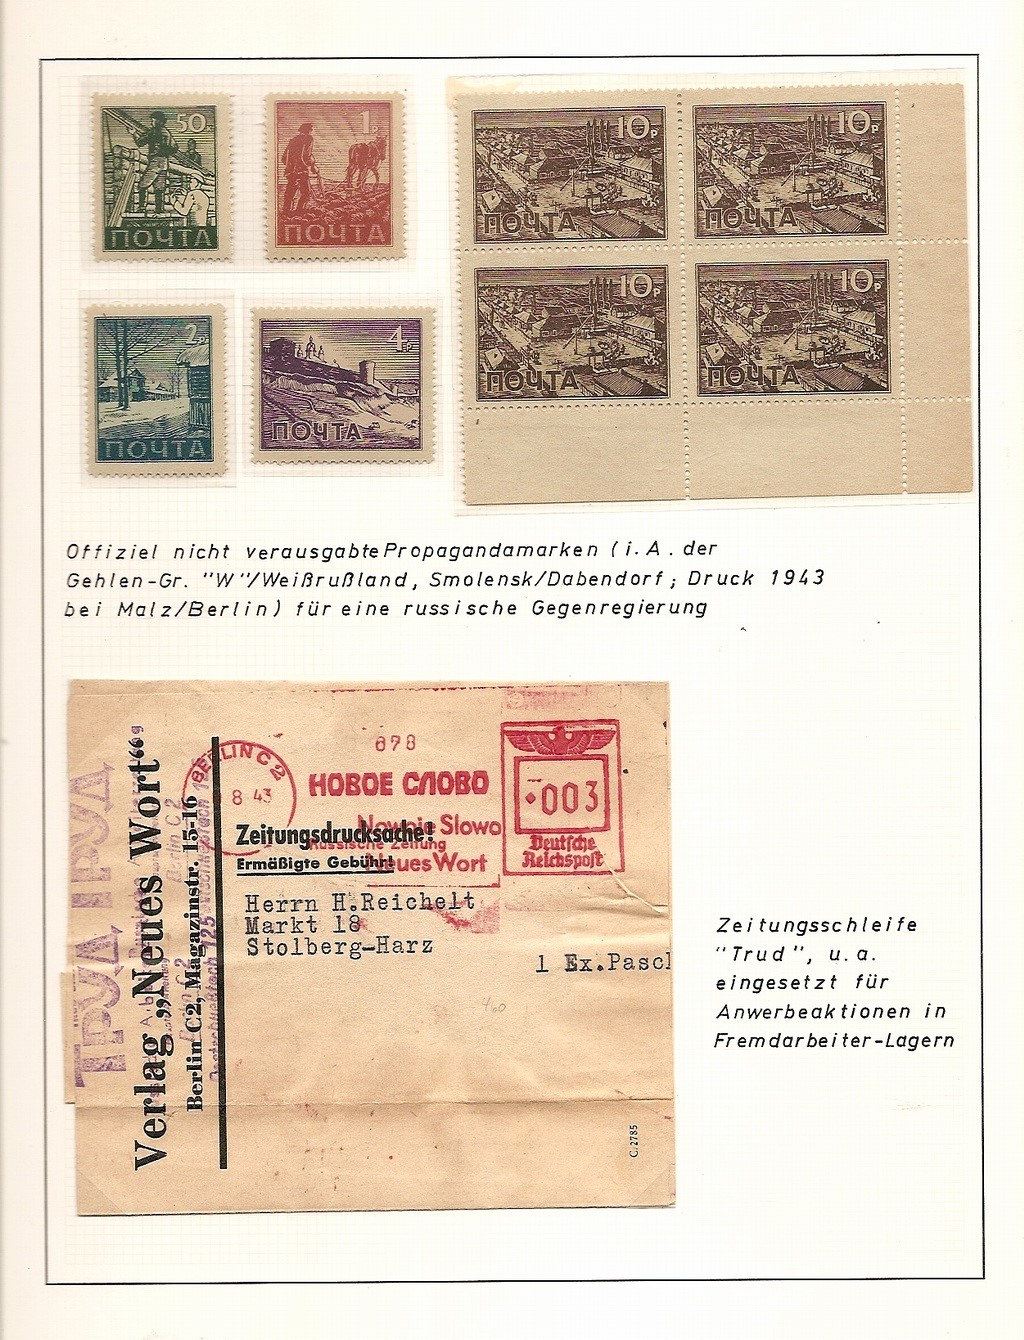 50к
ПОЧТА
1р
ПОЧТА
10р
ПОЧТА
10р
ПОЧТА
2р
ПОЧТА
4р
ПОЧТА
10р
ПОЧТА
10р
ПОЧТА
Offiziel nicht verausgabte Propagandamarken (i.A. der
Gehlen-Gr. "W"/Weißrußland, Smolensk/Dabendorf; Druck 1943
bei Malz/Berlin) für eine russische Gegenregierung
ТРУД ТРУД
Verlag „Neues Wort“
Berlin C2, Magazinstr. 15-16
BERLIN C 2
8 43
078
НОВОЕ СЛОВО
Nowoje Slowo
Russische Zeitung
Neues Wort
003
Deutsche
Reichspost
Zeitungsdrucksache!
Ermäßigte Gebühr!
Herrn H.Reichelt
Markt 18
Stolberg-Harz
1 Ex.
C. 2785
Zeitungsschleife
"Trud", u.a.
eingesetzt für
Anwerbeaktionen in
Fremdarbeiter-Lagern